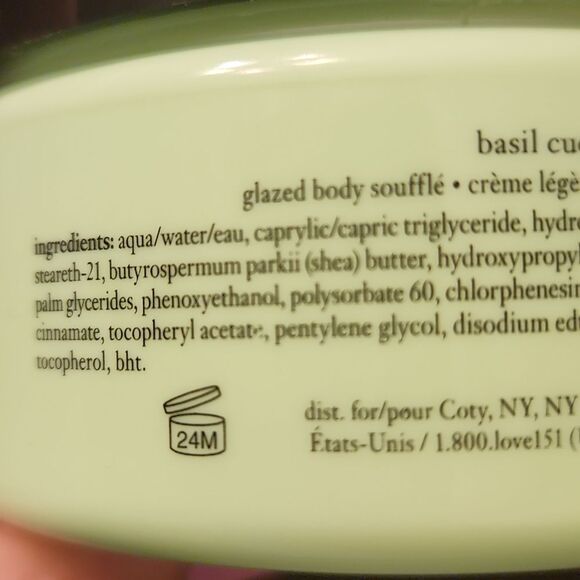 basil cu
glazed body soufflé • crème légè
ingredients: aqua/water/eau, caprylic/capric triglyceride, hydr
steareth-21, butyrospermum parkii (shea) butter, hydroxypropyl
palm glycerides, phenoxyethanol, polysorbate 60, chlorphenesin
cinnamate, tocopheryl acetate, pentylene glycol, disodium edt
tocopherol, bht.
24M
dist. for/pour Coty, NY, NY
États-Unis / 1.800.love151 (